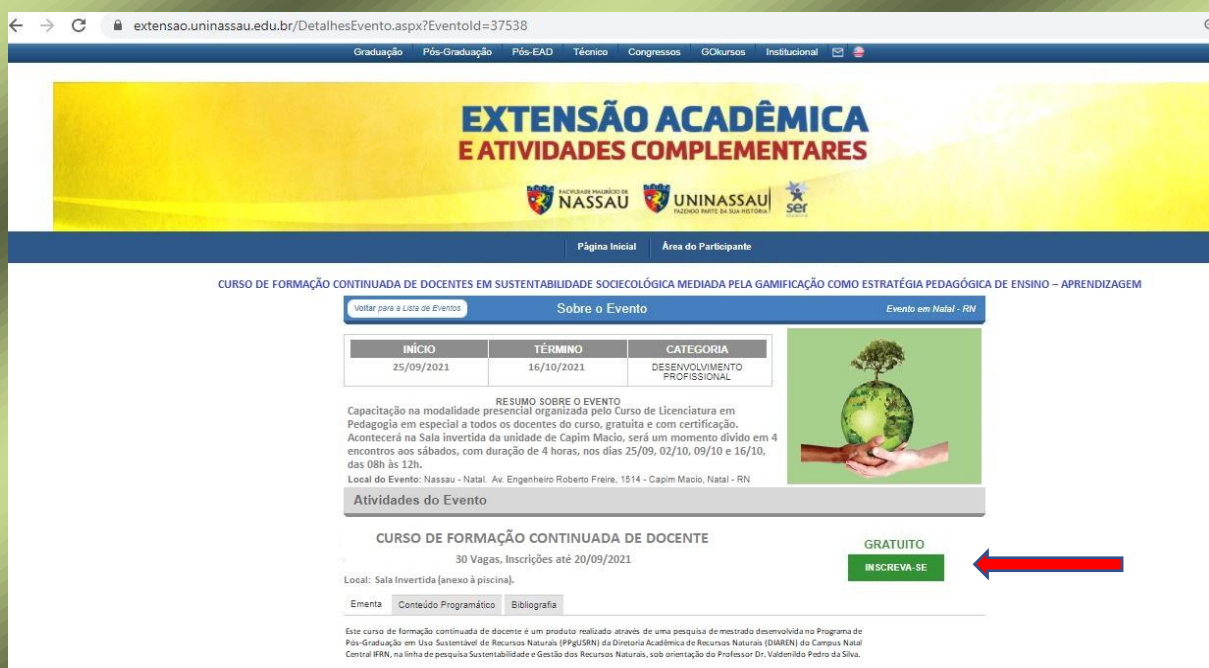 extensao.uninassau.edu.br/DetalhesEvento.aspx?EventoId=37538
Graduação Pós-Graduação Pós-EAD Técnico Congressos GOkursos Institucional
EXTENSÃO ACADÊMICA
E ATIVIDADES COMPLEMENTARES
FACULDADE MAURÍCIO DE
NASSAU
UNINASSAU
FAZENDO PARTE DA SUA HISTÓRIA
ser
Página Inicial Área do Participante
CURSO DE FORMAÇÃO CONTINUADA DE DOCENTES EM SUSTENTABILIDADE SOCIECOLÓGICA MEDIADA PELA GAMIFICAÇÃO COMO ESTRATÉGIA PEDAGÓGICA DE ENSINO – APRENDIZAGEM
Voltar para a Lista de Eventos Sobre o Evento Evento em Natal - RN
INÍCIO TÉRMINO CATEGORIA
25/09/2021 16/10/2021 DESENVOLVIMENTO
PROFISSIONAL
RESUMO SOBRE O EVENTO
Capacitação na modalidade presencial organizada pelo Curso de Licenciatura em
Pedagogia em especial a todos os docentes do curso, gratuita e com certificação.
Acontecerá na Sala invertida da unidade de Capim Macio, será um momento divido em 4
encontros aos sábados, com duração de 4 horas, nos dias 25/09, 02/10, 09/10 e 16/10,
das 08h às 12h.
Local do Evento: Nassau - Natal. Av. Engenheiro Roberto Freire, 1514 - Capim Macio, Natal - RN
Atividades do Evento
CURSO DE FORMAÇÃO CONTINUADA DE DOCENTE
30 Vagas, Inscrições até 20/09/2021
GRATUITO
INSCREVA-SE
Local: Sala Invertida (anexo à piscina).
Ementa Conteúdo Programático Bibliografia
Este curso de formação continuada de docente é um produto realizado através de uma pesquisa de mestrado desenvolvida no Programa de
Pós-Graduação em Uso Sustentável de Recursos Naturais (PPgUSRN) da Diretoria Acadêmica de Recursos Naturais (DIAREN) do Campus Natal
Central IFRN, na linha de pesquisa Sustentabilidade e Gestão dos Recursos Naturais, sob orientação do Professor Dr. Valdenildo Pedro da Silva.